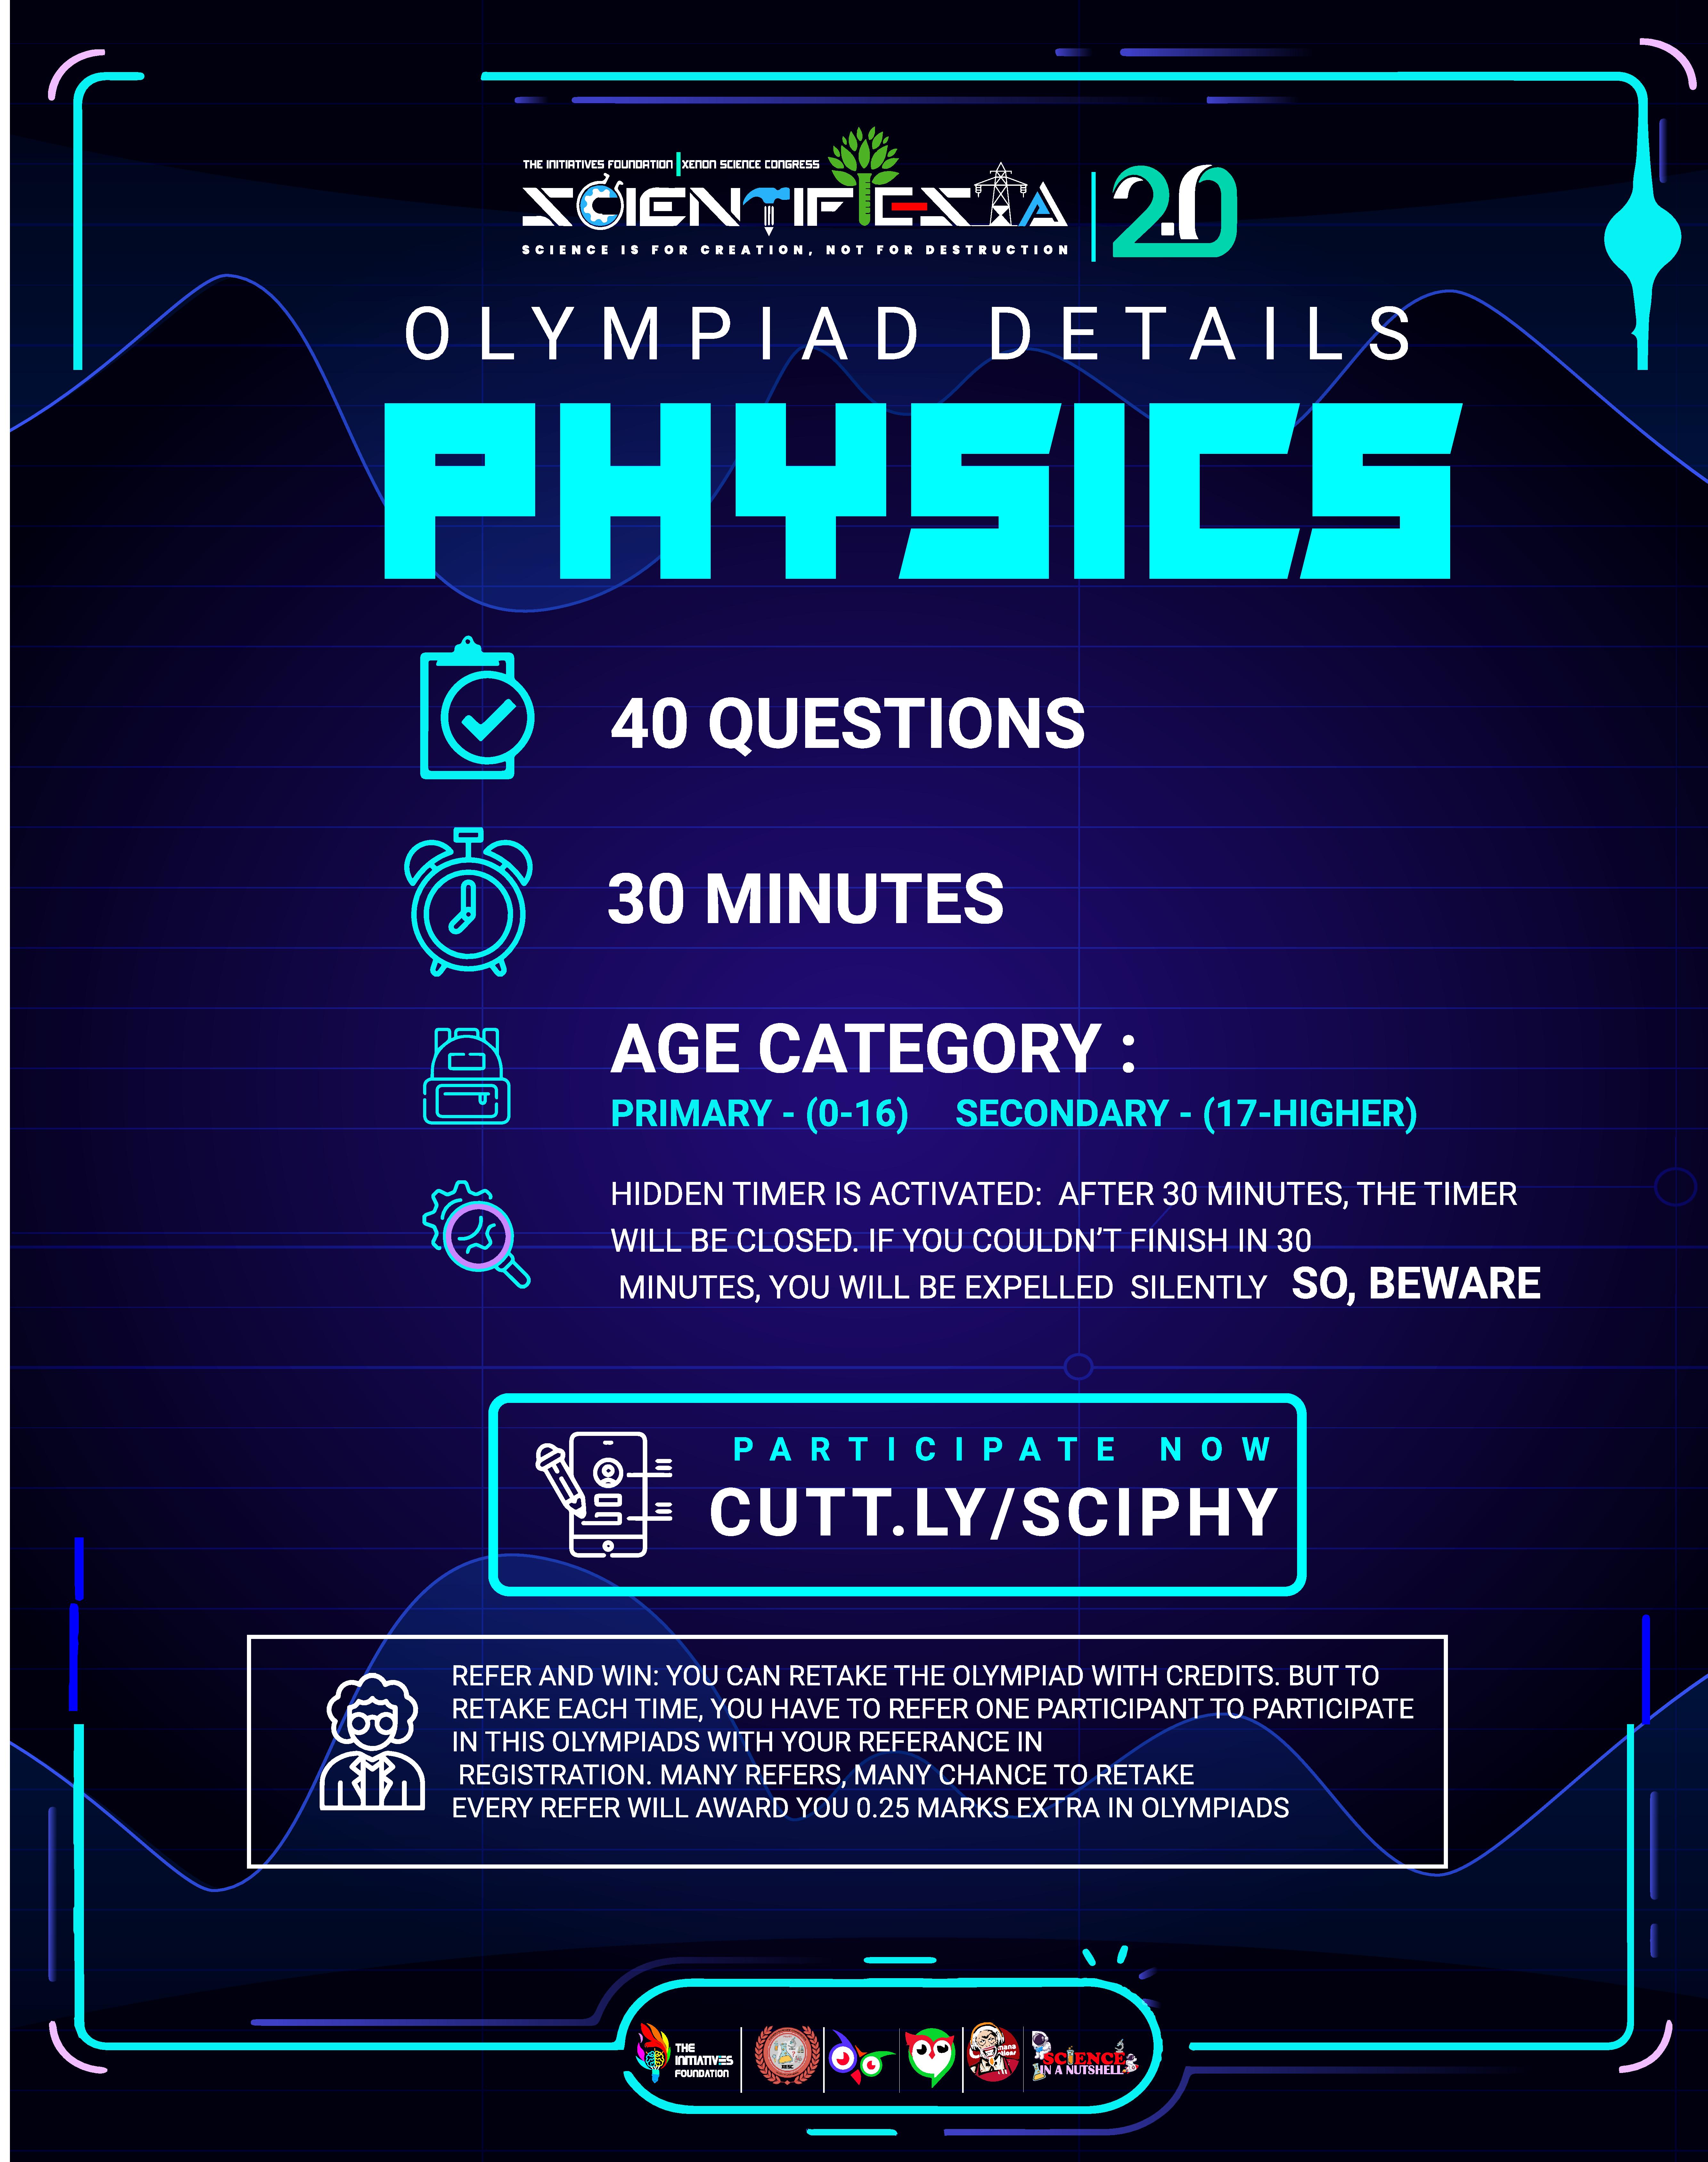 THE INITIATIVES FOUNDATION | XENON SCIENCE CONGRESS
SCIENTIFIESTA | 2.0
SCIENCE IS FOR CREATION, NOT FOR DESTRUCTION
OLYMPIAD DETAILS
PHYSICS
40 QUESTIONS
30 MINUTES
AGE CATEGORY :
PRIMARY - (0-16) SECONDARY - (17-HIGHER)
HIDDEN TIMER IS ACTIVATED: AFTER 30 MINUTES, THE TIMER
WILL BE CLOSED. IF YOU COULDN'T FINISH IN 30
MINUTES, YOU WILL BE EXPELLED SILENTLY SO, BEWARE
PARTICIPATE NOW
CUTT.LY/SCIPHY
REFER AND WIN: YOU CAN RETAKE THE OLYMPIAD WITH CREDITS. BUT TO
RETAKE EACH TIME, YOU HAVE TO REFER ONE PARTICIPANT TO PARTICIPATE
IN THIS OLYMPIADS WITH YOUR REFERANCE IN
REGISTRATION. MANY REFERS, MANY CHANCE TO RETAKE
EVERY REFER WILL AWARD YOU 0.25 MARKS EXTRA IN OLYMPIADS
THE
INITIATIVES
FOUNDATION
SCIENCE
IN A NUTSHELL